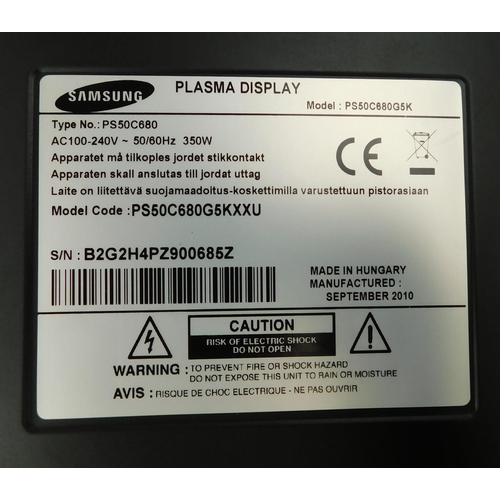 SAMSUNG
PLASMA DISPLAY
Model : PS50C680G5K
Type No.: PS50C680
AC100-240V ~ 50/60Hz 350W
Apparatet må tilkoples jordet stikkontakt
Apparaten skall anslutas till jordat uttag
Laite on liitettävä suojamaadoitus-koskettimilla varustettuun pistorasiaan
Model Code : PS50C680G5KXXU
CE
S/N : B2G2H4PZ900685Z
MADE IN HUNGARY
MANUFACTURED :
SEPTEMBER 2010
CAUTION
RISK OF ELECTRIC SHOCK
DO NOT OPEN
WARNING : TO PREVENT FIRE OR SHOCK HAZARD
DO NOT EXPOSE THIS UNIT TO RAIN OR MOISTURE
AVIS : RISQUE DE CHOC ELECTRIQUE - NE PAS OUVRIR